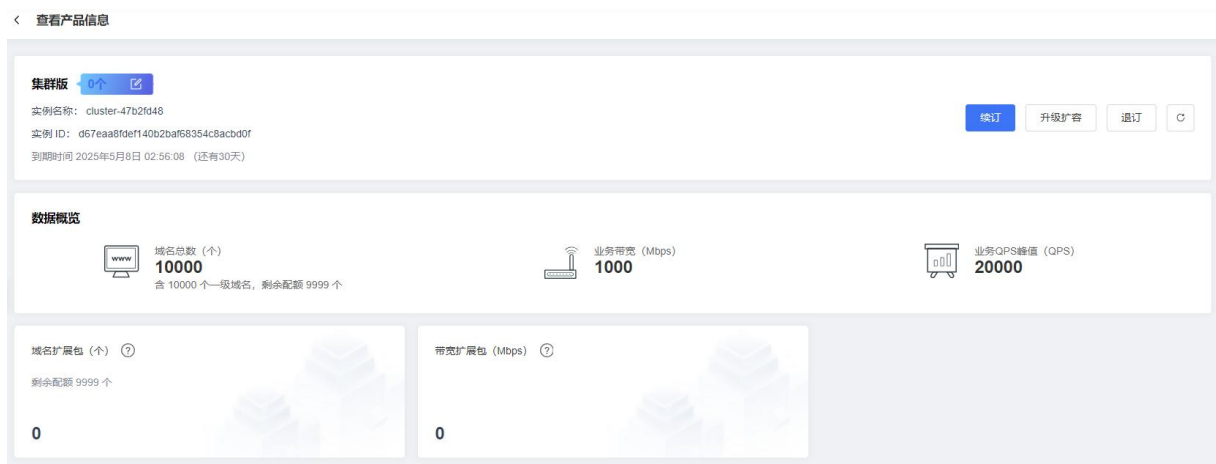 查看产品信息
集群版 0个
实例名称： cluster-47b2fd48
实例 ID： d67eaa8fdef140b2baf68354c8acbd0f
到期时间 2025年5月8日 02:56:08 （还有30天）
续订 升级扩容 退订
数据概览
www
域名总数（个）
10000
含 10000 个一级域名，剩余配额 9999 个
业务带宽（Mbps）
1000
业务QPS峰值（QPS）
20000
域名扩展包（个） ?
剩余配额 9999 个
0
带宽扩展包（Mbps） ?
0